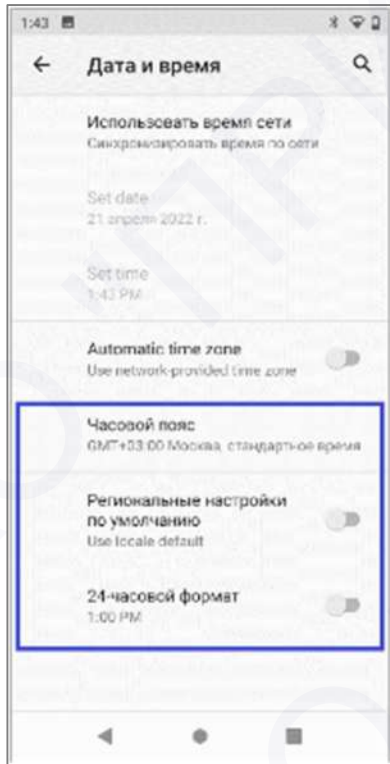 1:43
Дата и время
Использовать время сети
Синхронизировать время по сети
Set date
21 апреля 2022 г.
Set time
1:43 PM
Automatic time zone
Use network-provided time zone
Часовой пояс
GMT+03:00 Москва, стандартное время
Региональные настройки
по умолчанию
Use locale default
24-часовой формат
1:00 PM